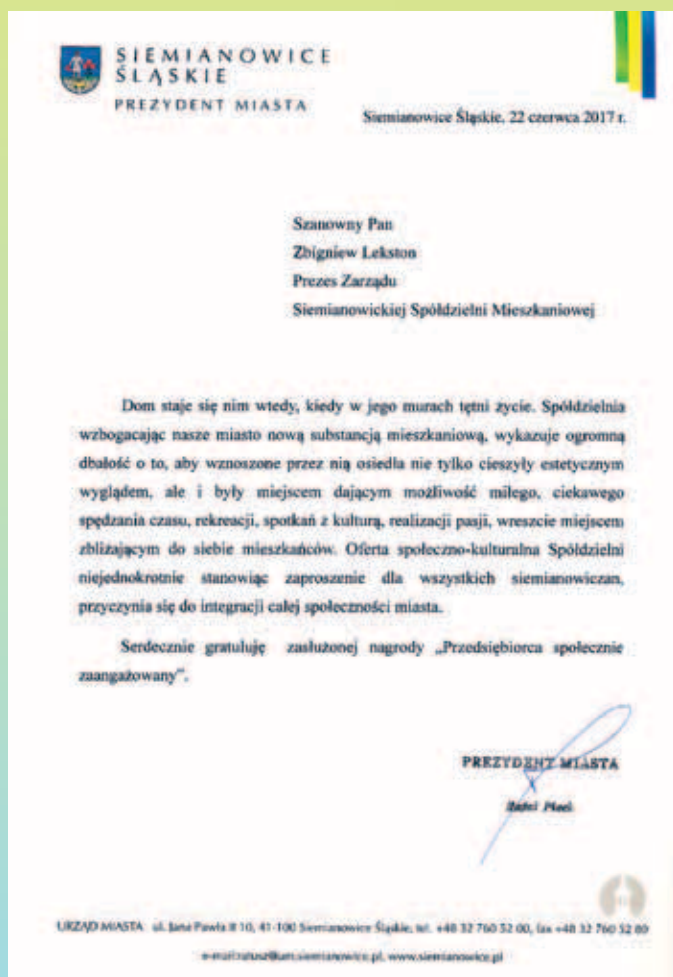 SIEMIANOWICE
ŚLĄSKIE
PREZYDENT MIASTA
Siemianowice Śląskie, 22 czerwca 2017 r.
Szanowny Pan
Zbigniew Lekston
Prezes Zarządu
Siemianowickiej Spółdzielni Mieszkaniowej
Dom staje się nim wtedy, kiedy w jego murach tętni życie. Spółdzielnia
wzbogacając nasze miasto nową substancją mieszkaniową, wykazuje ogromną
dbałość o to, aby wznoszone przez nią osiedla nie tylko cieszyły estetycznym
wyglądem, ale i były miejscem dającym możliwość miłego, ciekawego
spędzania czasu, rekreacji, spotkań z kulturą, realizacji pasji, wreszcie miejscem
zbliżającym do siebie mieszkańców. Oferta społeczno-kulturalna Spółdzielni
niejednokrotnie stanowiąc zaproszenie dla wszystkich siemianowiczan,
przyczynia się do integracji całej społeczności miasta.
Serdecznie gratuluję zasłużonej nagrody „Przedsiębiorca społecznie
zaangażowany”.
PREZYDENT MIASTA
Rafał Piech
URZĄD MIASTA ul. Jana Pawła II 10, 41-100 Siemianowice Śląskie, tel. +48 32 760 52 00, fax +48 32 760 52 89
e-mail:ratusz@um.siemianowice.pl, www.siemianowice.pl